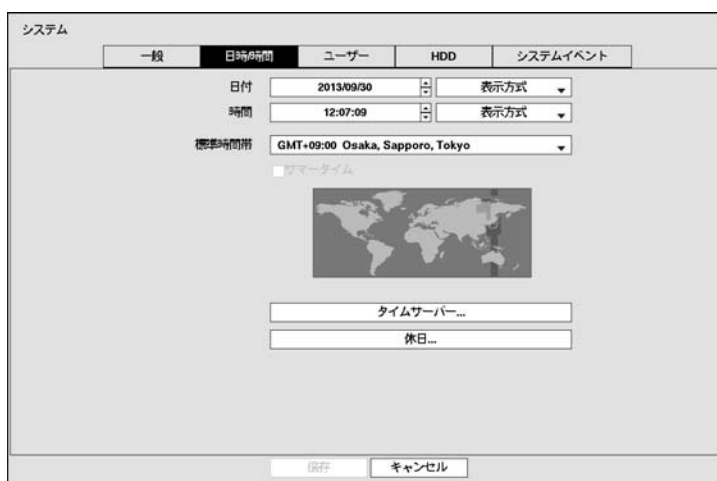 システム
一般 日時/時間 ユーザー HDD システムイベント
日付 2013/09/30 表示方式
時間 12:07:09 表示方式
標準時間帯 GMT+09:00 Osaka, Sapporo, Tokyo
サマータイム
タイムサーバー...
休日...
保存 キャンセル